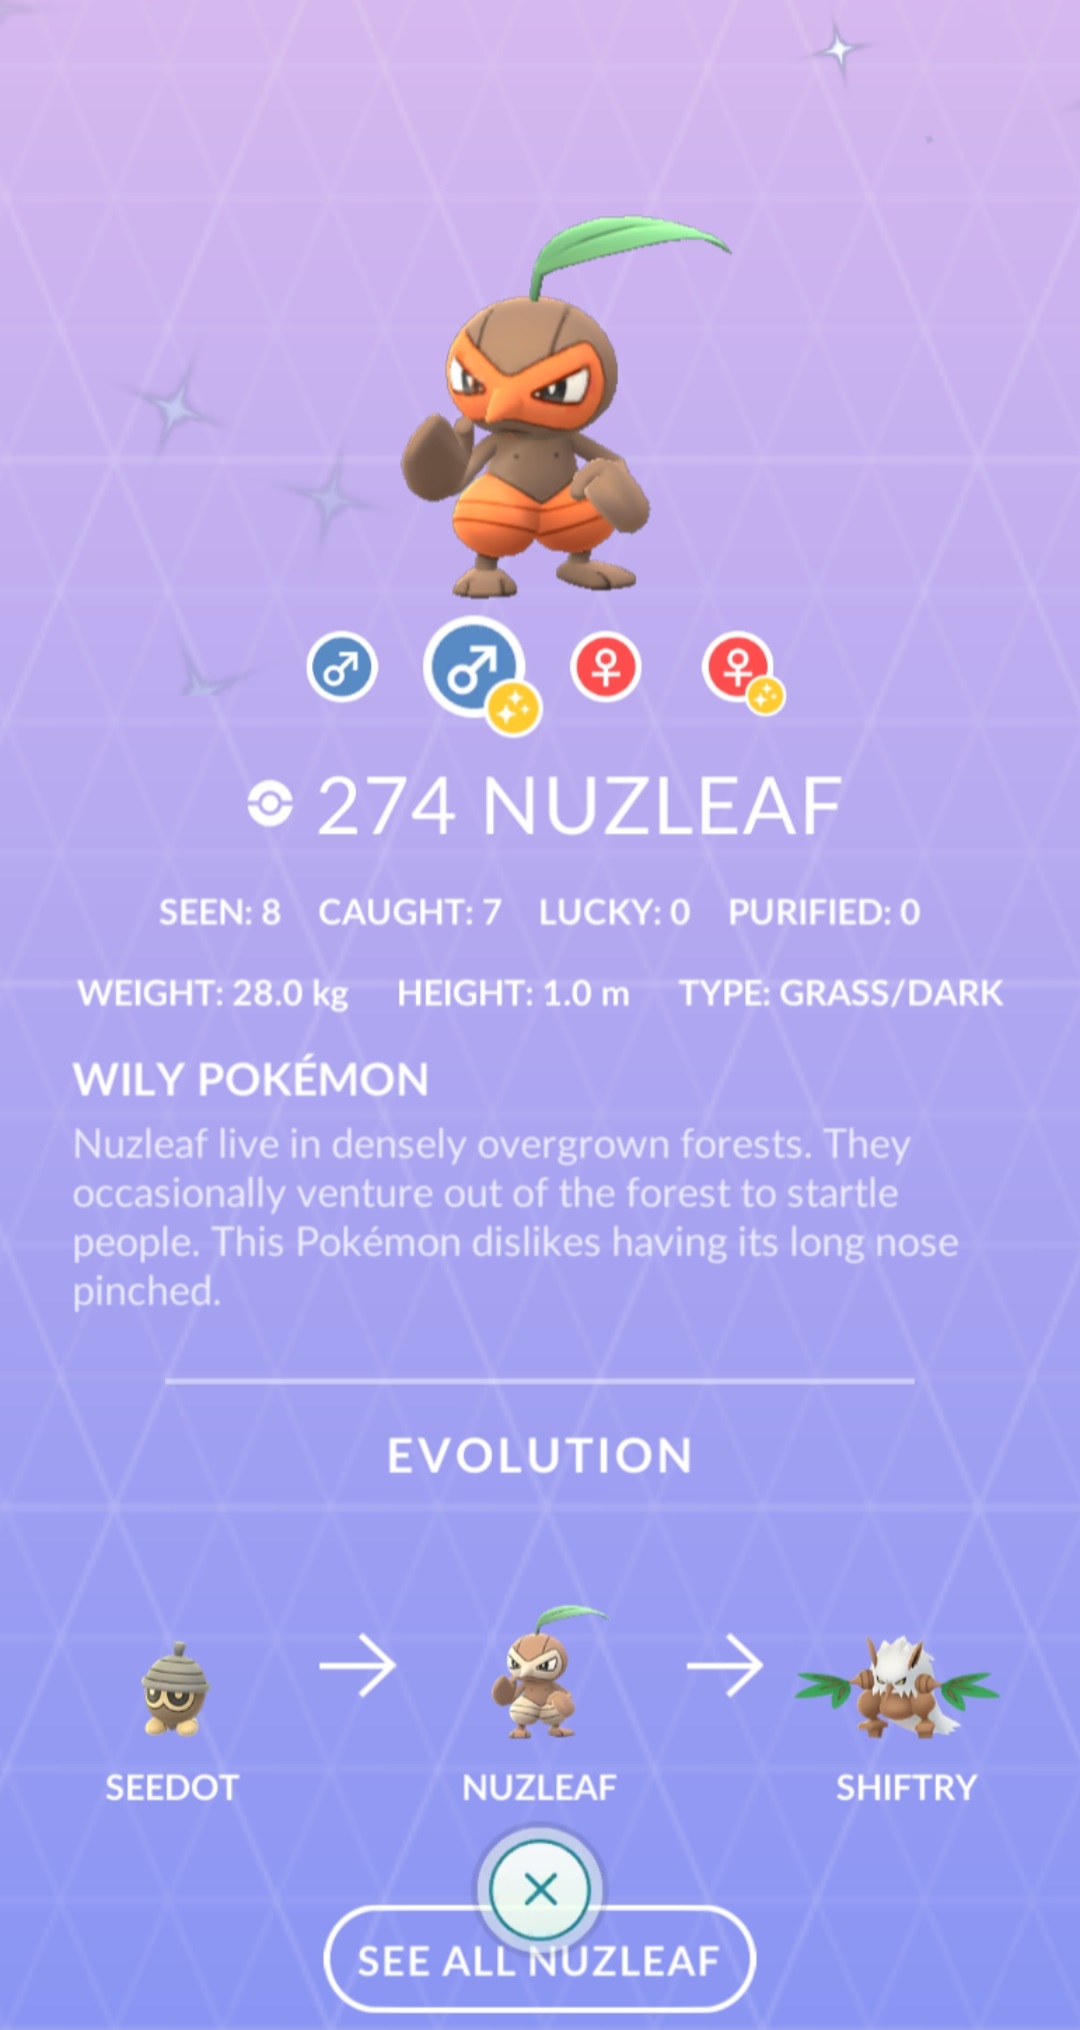 274 NUZLEAF
SEEN: 8 CAUGHT: 7 LUCKY: 0 PURIFIED: 0
WEIGHT: 28.0 kg HEIGHT: 1.0 m TYPE: GRASS/DARK
WILY POKÉMON
Nuzleaf live in densely overgrown forests. They
occasionally venture out of the forest to startle
people. This Pokémon dislikes having its long nose
pinched.
EVOLUTION
SEEDOT NUZLEAF SHIFTRY
SEE ALL NUZLEAF